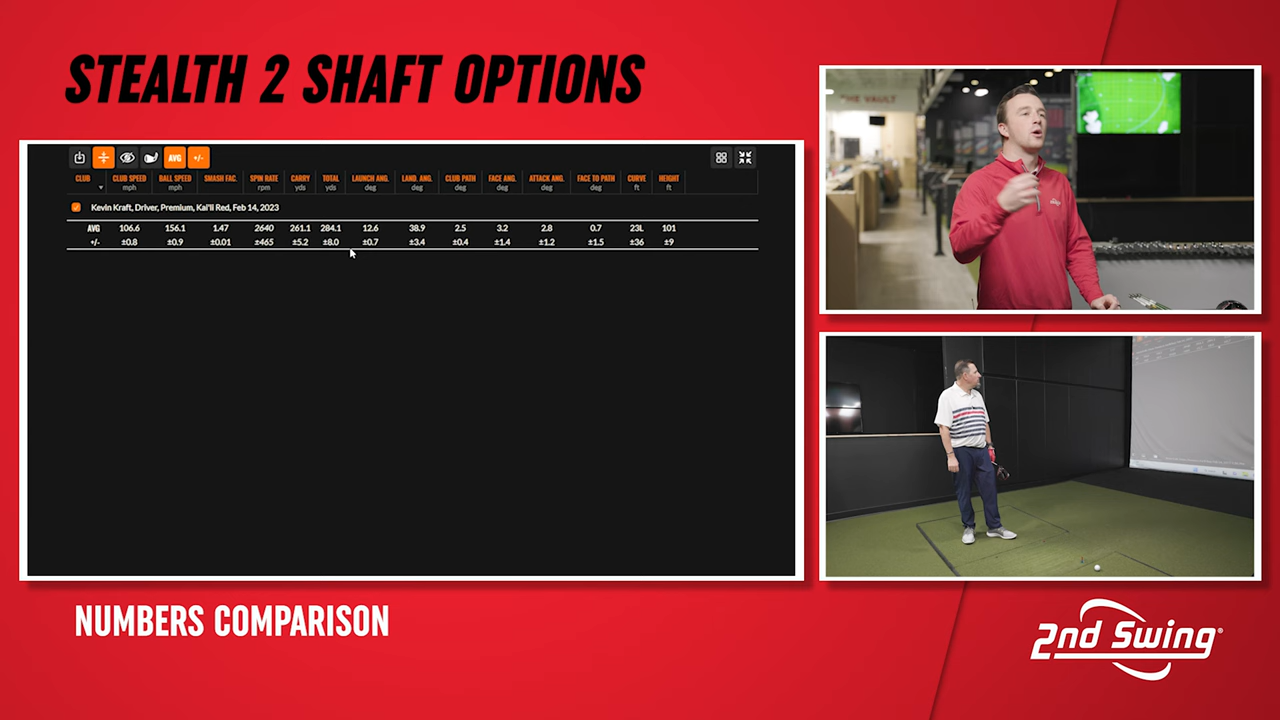 STEALTH 2 SHAFT OPTIONS
AVG +/-
CLUB CLUB SPEED BALL SPEED SMASH FAC. SPIN RATE CARRY TOTAL LAUNCH ANG. LAND. ANG. CLUB PATH FACE ANG. ATTACK ANG. FACE TO PATH CURVE HEIGHT
mph mph rpm yds yds deg deg deg deg deg deg ft ft
Kevin Kraft, Driver, Premium, Kai'li Red, Feb 14, 2023
AVG 106.6 156.1 1.47 2640 261.1 284.1 12.6 38.9 2.5 3.2 2.8 0.7 23L 101
+/- ±0.8 ±0.9 ±0.01 ±465 ±5.2 ±8.0 ±0.7 ±3.4 ±0.4 ±1.4 ±1.2 ±1.5 ±36 ±9
THE VAULT
NUMBERS COMPARISON
2nd Swing®